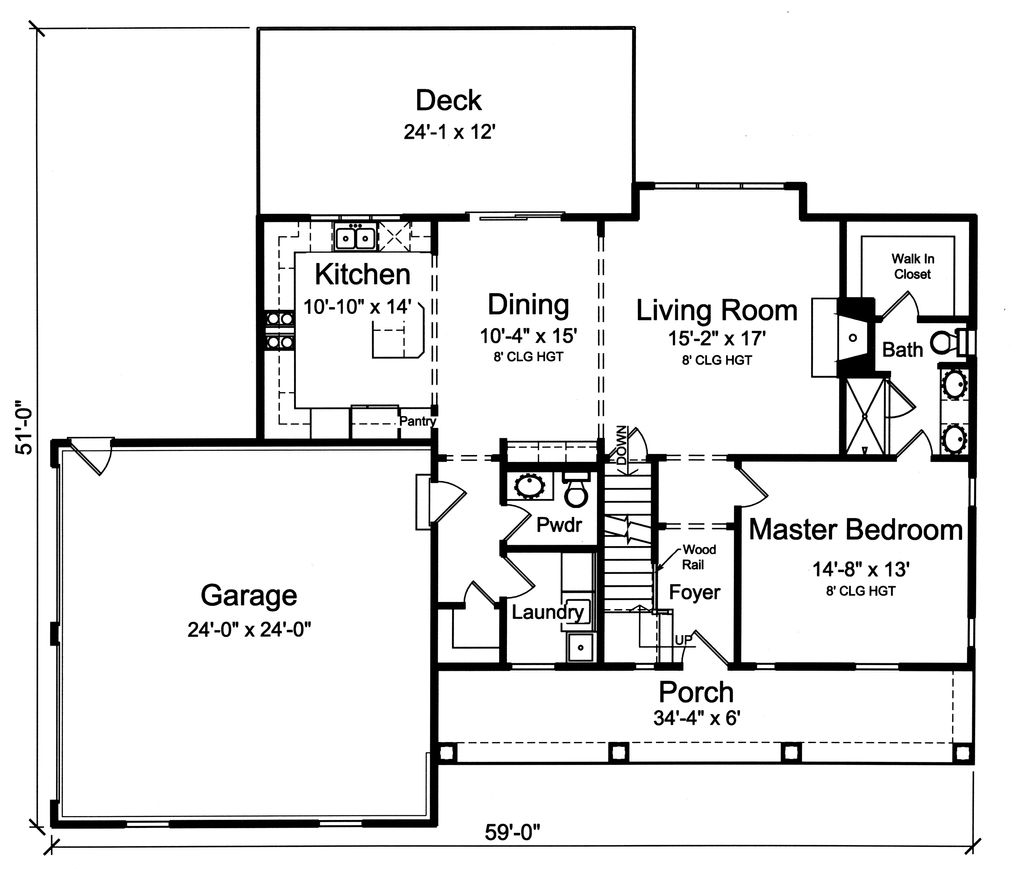 Deck
24'-1 x 12'
Kitchen
10'-10" x 14'
Dining
10'-4" x 15'
8' CLG HGT
Living Room
15'-2" x 17'
8' CLG HGT
Walk In
Closet
Bath
Pantry
DOWN
51'-0"
Pwdr
Wood
Rail
Foyer
Master Bedroom
14'-8" x 13'
8' CLG HGT
Garage
24'-0" x 24'-0"
Laundry
UP
Porch
34'-4" x 6'
59'-0"